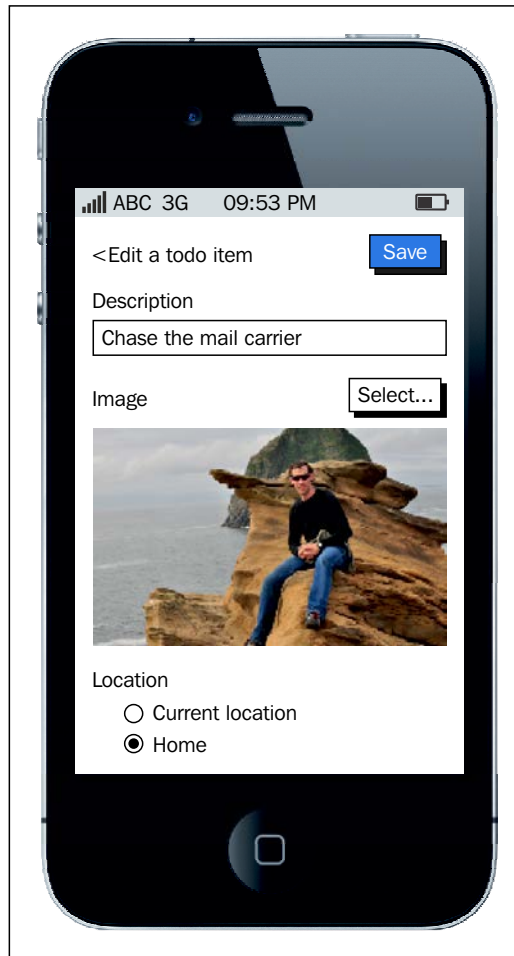 ABC 3G 09:53 PM
<Edit a todo item Save
Description
Chase the mail carrier
Image Select...
Location
Current location
Home